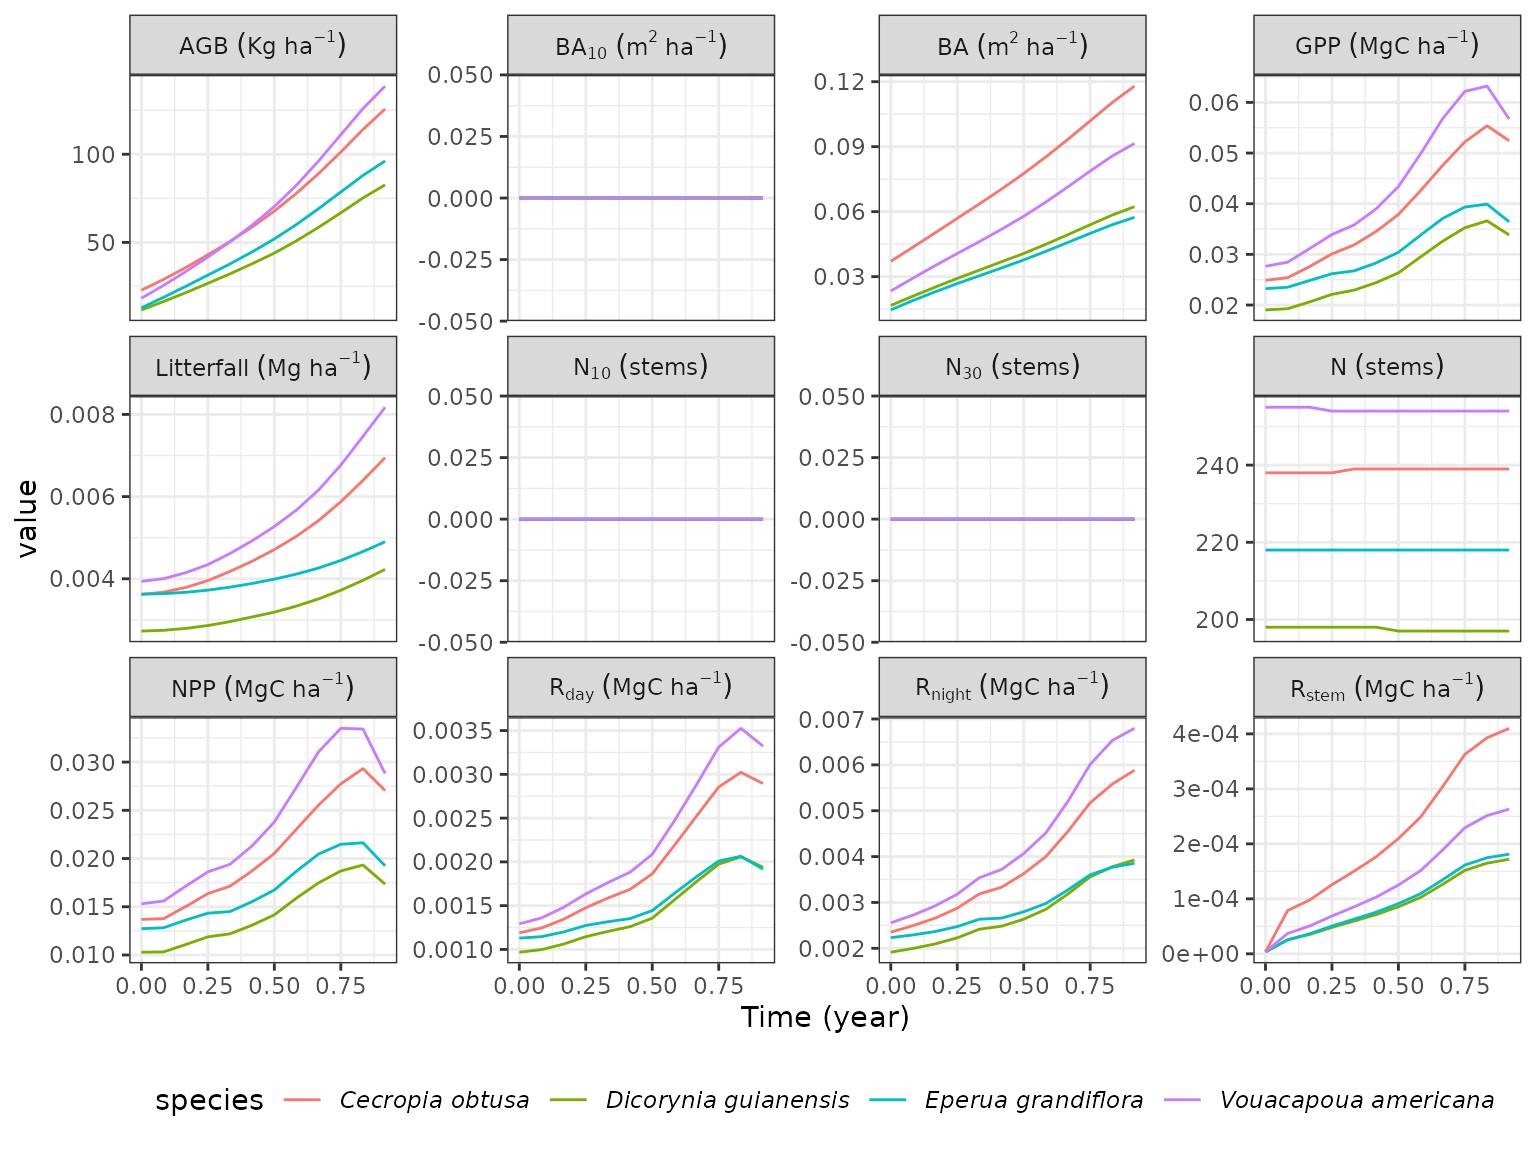 AGB (Kg ha⁻¹)
BA₁₀ (m² ha⁻¹)
BA (m² ha⁻¹)
GPP (MgC ha⁻¹)
100
50
0.050
0.025
0.000
-0.025
-0.050
0.12
0.09
0.06
0.03
0.06
0.05
0.04
0.03
0.02
Litterfall (Mg ha⁻¹)
N₁₀ (stems)
N₃₀ (stems)
N (stems)
0.008
0.006
0.004
0.050
0.025
0.000
-0.025
-0.050
0.050
0.025
0.000
-0.025
-0.050
240
220
200
value
NPP (MgC ha⁻¹)
R_day (MgC ha⁻¹)
R_night (MgC ha⁻¹)
R_stem (MgC ha⁻¹)
0.030
0.025
0.020
0.015
0.010
0.0035
0.0030
0.0025
0.0020
0.0015
0.0010
0.007
0.006
0.005
0.004
0.003
0.002
4e-04
3e-04
2e-04
1e-04
0e+00
0.00 0.25 0.50 0.75
0.00 0.25 0.50 0.75
0.00 0.25 0.50 0.75
0.00 0.25 0.50 0.75
Time (year)
species Cecropia obtusa Dicorynia guianensis Eperua grandiflora Vouacapoua americana